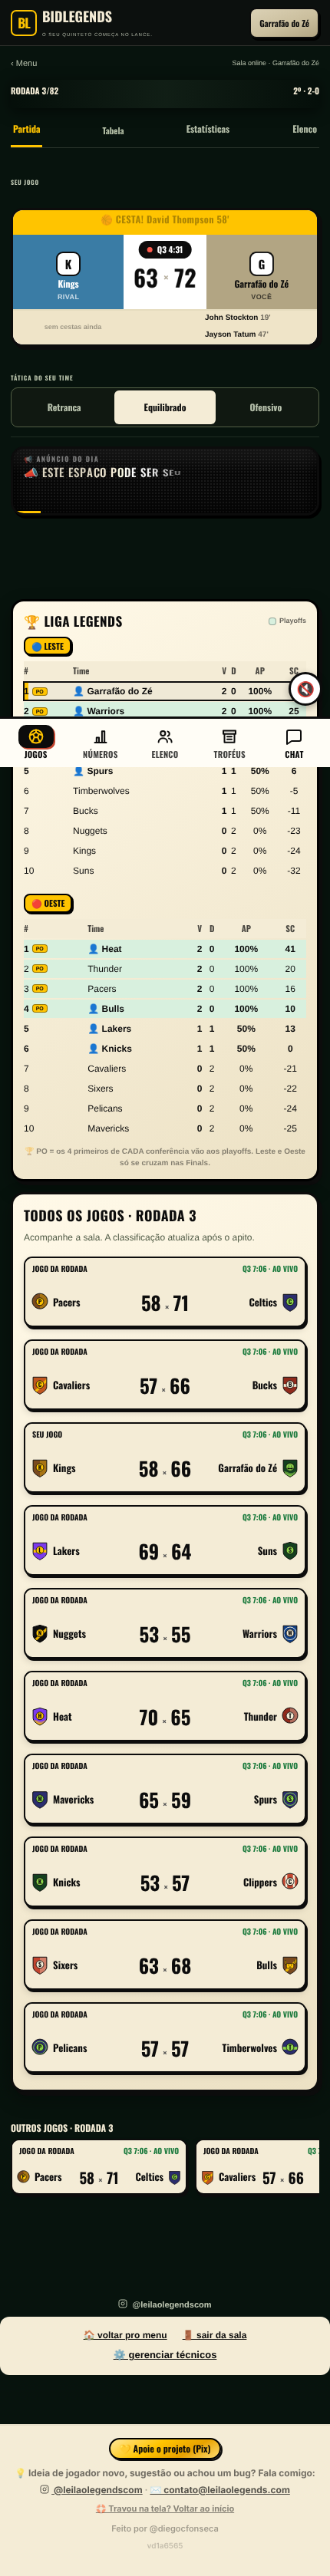 BL BIDLEGENDS
O SEU QUINTETO COMEÇA NO LANCE.
Garrafão do Zé
‹ Menu
Sala online · Garrafão do Zé
RODADA 3/82
2º · 2-0
Partida
Tabela
Estatísticas
Elenco
SEU JOGO
🏀 CESTA! David Thompson 58'
K
Kings
RIVAL
Q3 4:31
63 × 72
G
Garrafão do Zé
VOCÊ
sem cestas ainda
John Stockton 19'
Jayson Tatum 47'
TÁTICA DO SEU TIME
Retranca
Equilibrado
Ofensivo
📢 ANÚNCIO DO DIA
📣 ESTE ESPAÇO PODE SER
🏆 LIGA LEGENDS
Playoffs
🔵 LESTE
# Time V D AP SC
1 PO 👤 Garrafão do Zé 2 0 100%
2 PO 👤 Warriors 2 0 100% 25
JOGOS
NÚMEROS
ELENCO
TROFÉUS
CHAT
5 👤 Spurs 1 1 50% 6
6 Timberwolves 1 1 50% -5
7 Bucks 1 1 50% -11
8 Nuggets 0 2 0% -23
9 Kings 0 2 0% -24
10 Suns 0 2 0% -32
🔴 OESTE
# Time V D AP SC
1 PO 👤 Heat 2 0 100% 41
2 PO Thunder 2 0 100% 20
3 PO Pacers 2 0 100% 16
4 PO 👤 Bulls 2 0 100% 10
5 👤 Lakers 1 1 50% 13
6 👤 Knicks 1 1 50% 0
7 Cavaliers 0 2 0% -21
8 Sixers 0 2 0% -22
9 Pelicans 0 2 0% -24
10 Mavericks 0 2 0% -25
🏆 PO = os 4 primeiros de CADA conferência vão aos playoffs. Leste e Oeste
só se cruzam nas Finals.
TODOS OS JOGOS · RODADA 3
Acompanhe a sala. A classificação atualiza após o apito.
JOGO DA RODADA Q3 7:06 · AO VIVO
Pacers 58 × 71 Celtics
JOGO DA RODADA Q3 7:06 · AO VIVO
Cavaliers 57 × 66 Bucks
SEU JOGO Q3 7:06 · AO VIVO
Kings 58 × 66 Garrafão do Zé
JOGO DA RODADA Q3 7:06 · AO VIVO
Lakers 69 × 64 Suns
JOGO DA RODADA Q3 7:06 · AO VIVO
Nuggets 53 × 55 Warriors
JOGO DA RODADA Q3 7:06 · AO VIVO
Heat 70 × 65 Thunder
JOGO DA RODADA Q3 7:06 · AO VIVO
Mavericks 65 × 59 Spurs
JOGO DA RODADA Q3 7:06 · AO VIVO
Knicks 53 × 57 Clippers
JOGO DA RODADA Q3 7:06 · AO VIVO
Sixers 63 × 68 Bulls
JOGO DA RODADA Q3 7:06 · AO VIVO
Pelicans 57 × 57 Timberwolves
OUTROS JOGOS · RODADA 3
JOGO DA RODADA Q3 7:06 · AO VIVO
Pacers 58 × 71 Celtics
JOGO DA RODADA Q3
Cavaliers 57 × 66
@leilaolegendscom
🏠 voltar pro menu 🚪 sair da sala
⚙️ gerenciar técnicos
💛 Apoie o projeto (Pix)
💡 Ideia de jogador novo, sugestão ou achou um bug? Fala comigo:
@leilaolegendscom · ✉️ contato@leilaolegends.com
🛟 Travou na tela? Voltar ao início
Feito por @diegocfonseca
vd1a6565